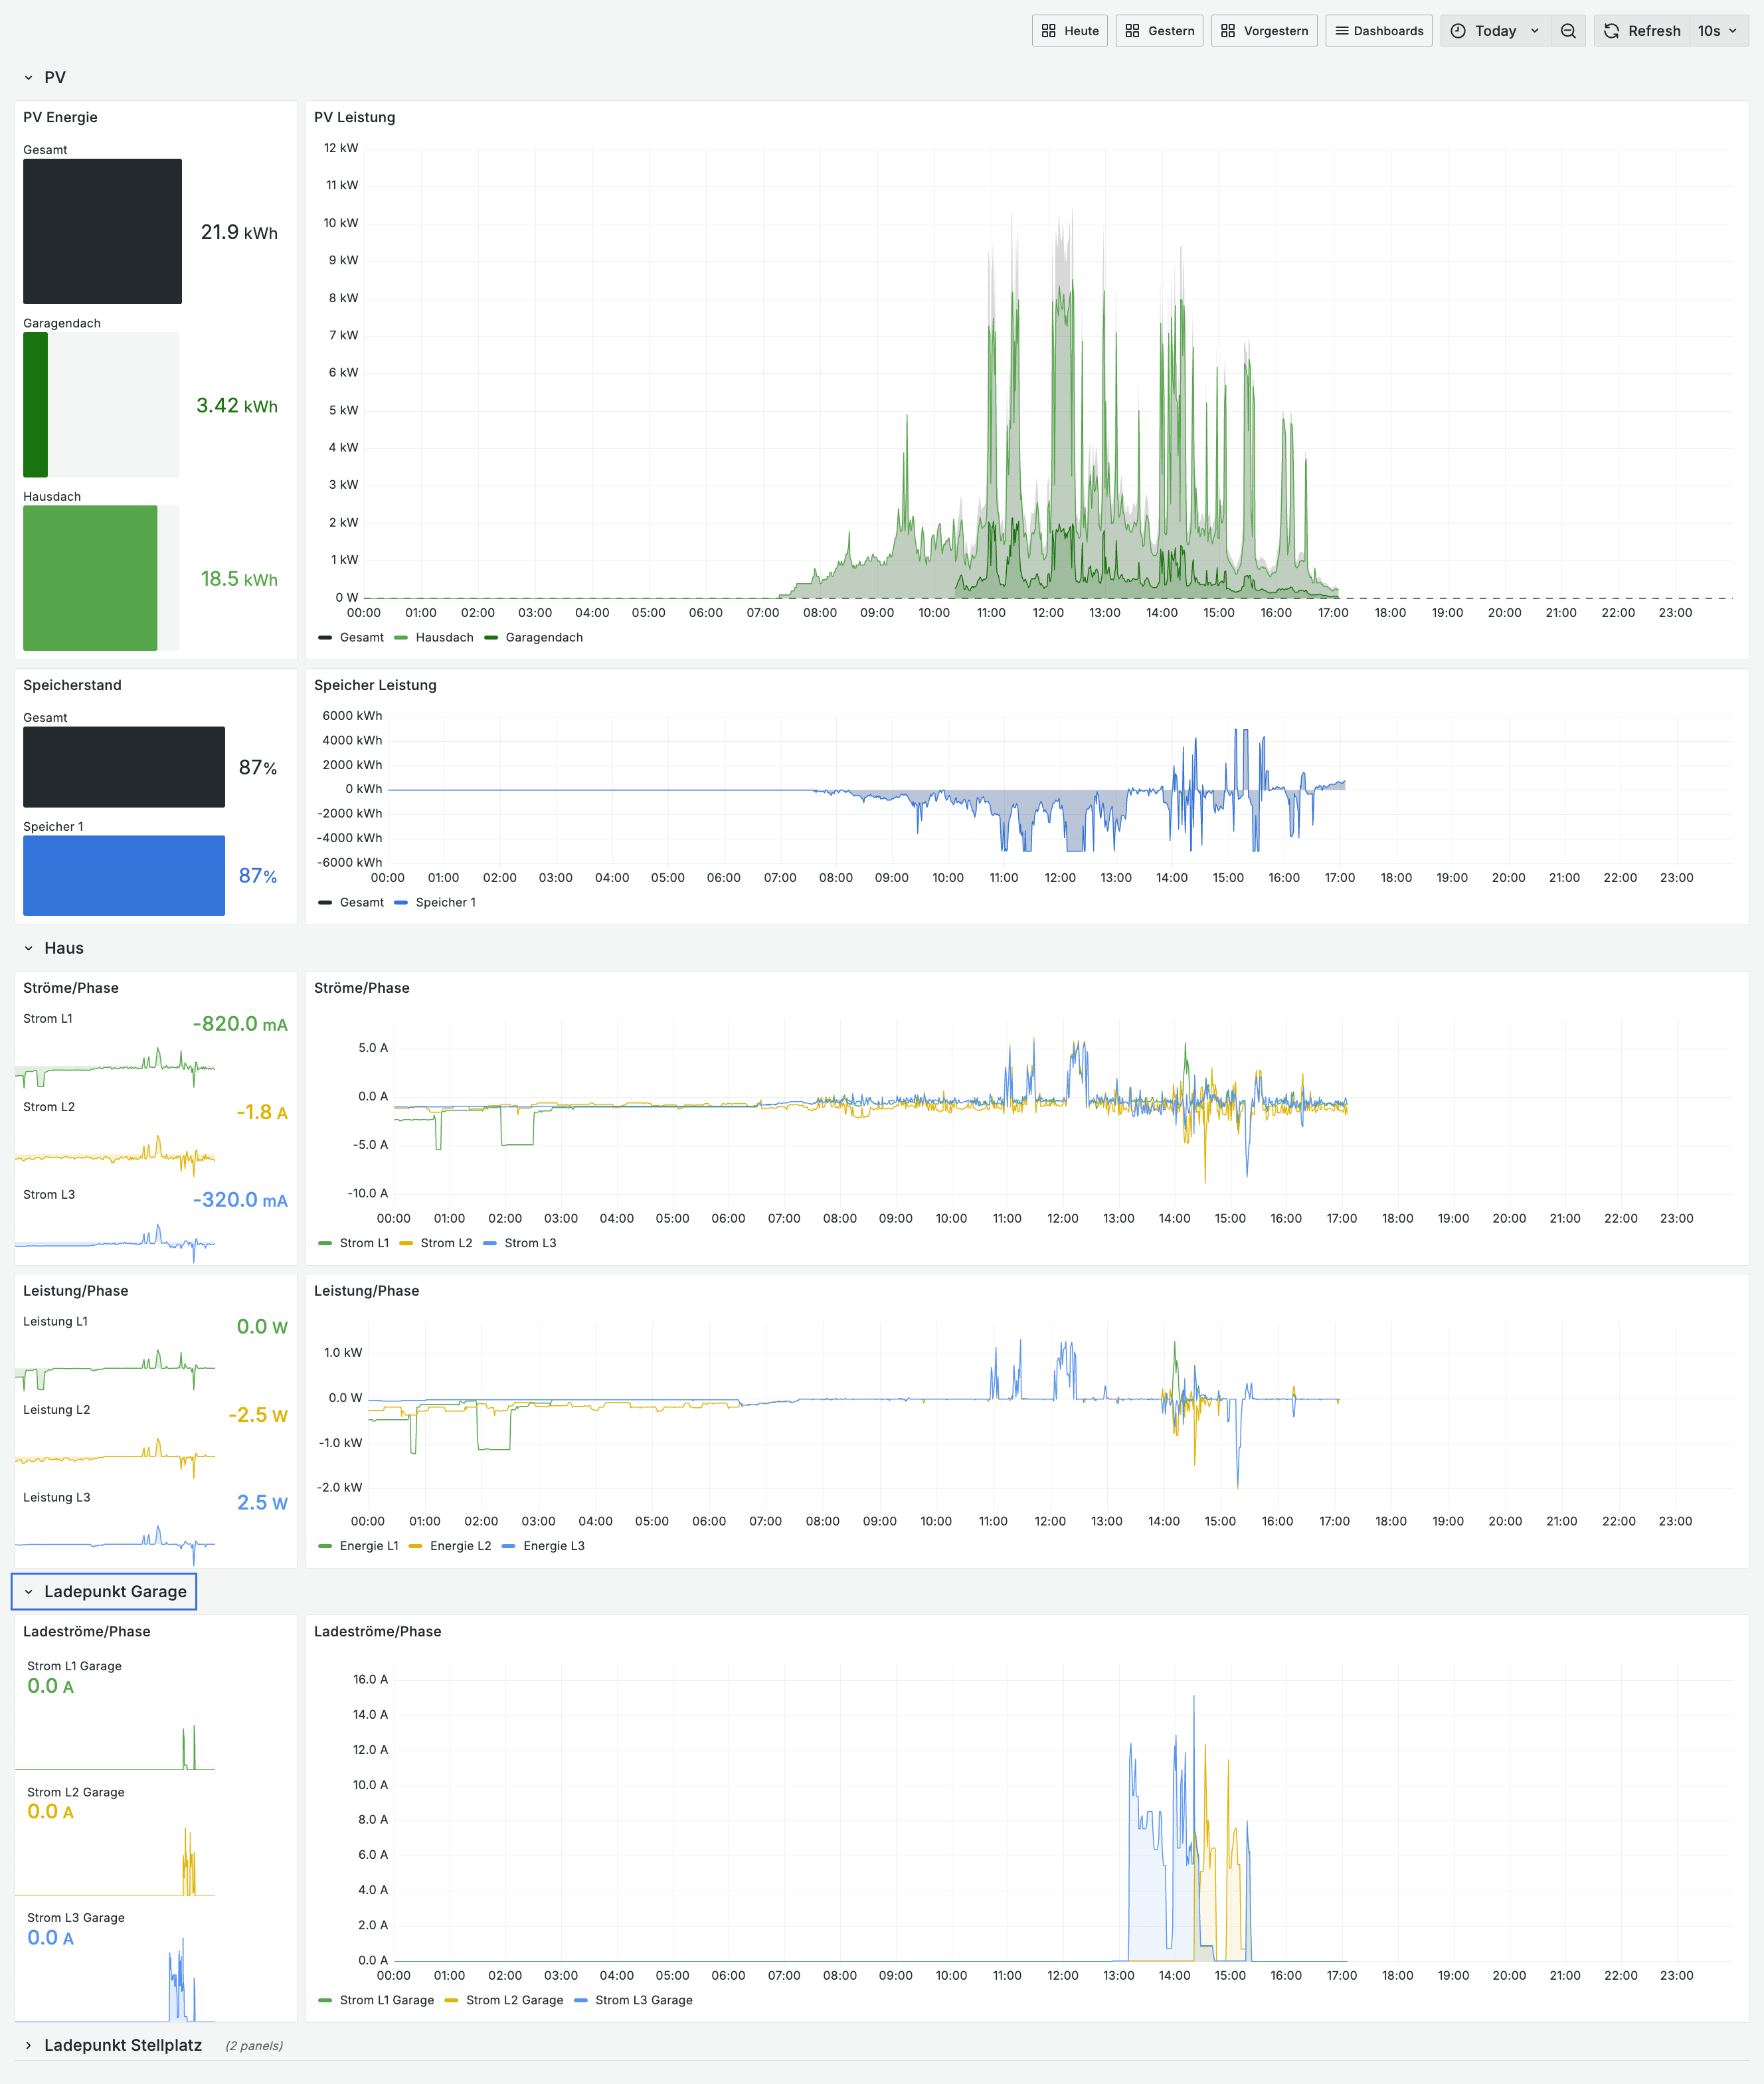 Heute Gestern Vorgestern Dashboards Today Refresh 10s
PV
PV Energie
Gesamt
21.9 kWh
Garagendach
3.42 kWh
Hausdach
18.5 kWh
PV Leistung
12 kW
11 kW
10 kW
9 kW
8 kW
7 kW
6 kW
5 kW
4 kW
3 kW
2 kW
1 kW
0 W
00:00 01:00 02:00 03:00 04:00 05:00 06:00 07:00 08:00 09:00 10:00 11:00 12:00 13:00 14:00 15:00 16:00 17:00 18:00 19:00 20:00 21:00 22:00 23:00
Gesamt Hausdach Garagendach
Speicherstand
Gesamt
87%
Speicher 1
87%
Speicher Leistung
6000 kWh
4000 kWh
2000 kWh
0 kWh
-2000 kWh
-4000 kWh
-6000 kWh
00:00 01:00 02:00 03:00 04:00 05:00 06:00 07:00 08:00 09:00 10:00 11:00 12:00 13:00 14:00 15:00 16:00 17:00 18:00 19:00 20:00 21:00 22:00 23:00
Gesamt Speicher 1
Haus
Ströme/Phase
Strom L1
-820.0 mA
Strom L2
-1.8 A
Strom L3
-320.0 mA
Ströme/Phase
5.0 A
0.0 A
-5.0 A
-10.0 A
00:00 01:00 02:00 03:00 04:00 05:00 06:00 07:00 08:00 09:00 10:00 11:00 12:00 13:00 14:00 15:00 16:00 17:00 18:00 19:00 20:00 21:00 22:00 23:00
Strom L1 Strom L2 Strom L3
Leistung/Phase
Leistung L1
0.0 W
Leistung L2
-2.5 W
Leistung L3
2.5 W
Leistung/Phase
1.0 kW
0.0 W
-1.0 kW
-2.0 kW
00:00 01:00 02:00 03:00 04:00 05:00 06:00 07:00 08:00 09:00 10:00 11:00 12:00 13:00 14:00 15:00 16:00 17:00 18:00 19:00 20:00 21:00 22:00 23:00
Energie L1 Energie L2 Energie L3
Ladepunkt Garage
Ladeströme/Phase
Strom L1 Garage
0.0 A
Strom L2 Garage
0.0 A
Strom L3 Garage
0.0 A
Ladeströme/Phase
16.0 A
14.0 A
12.0 A
10.0 A
8.0 A
6.0 A
4.0 A
2.0 A
0.0 A
00:00 01:00 02:00 03:00 04:00 05:00 06:00 07:00 08:00 09:00 10:00 11:00 12:00 13:00 14:00 15:00 16:00 17:00 18:00 19:00 20:00 21:00 22:00 23:00
Strom L1 Garage Strom L2 Garage Strom L3 Garage
Ladepunkt Stellplatz (2 panels)